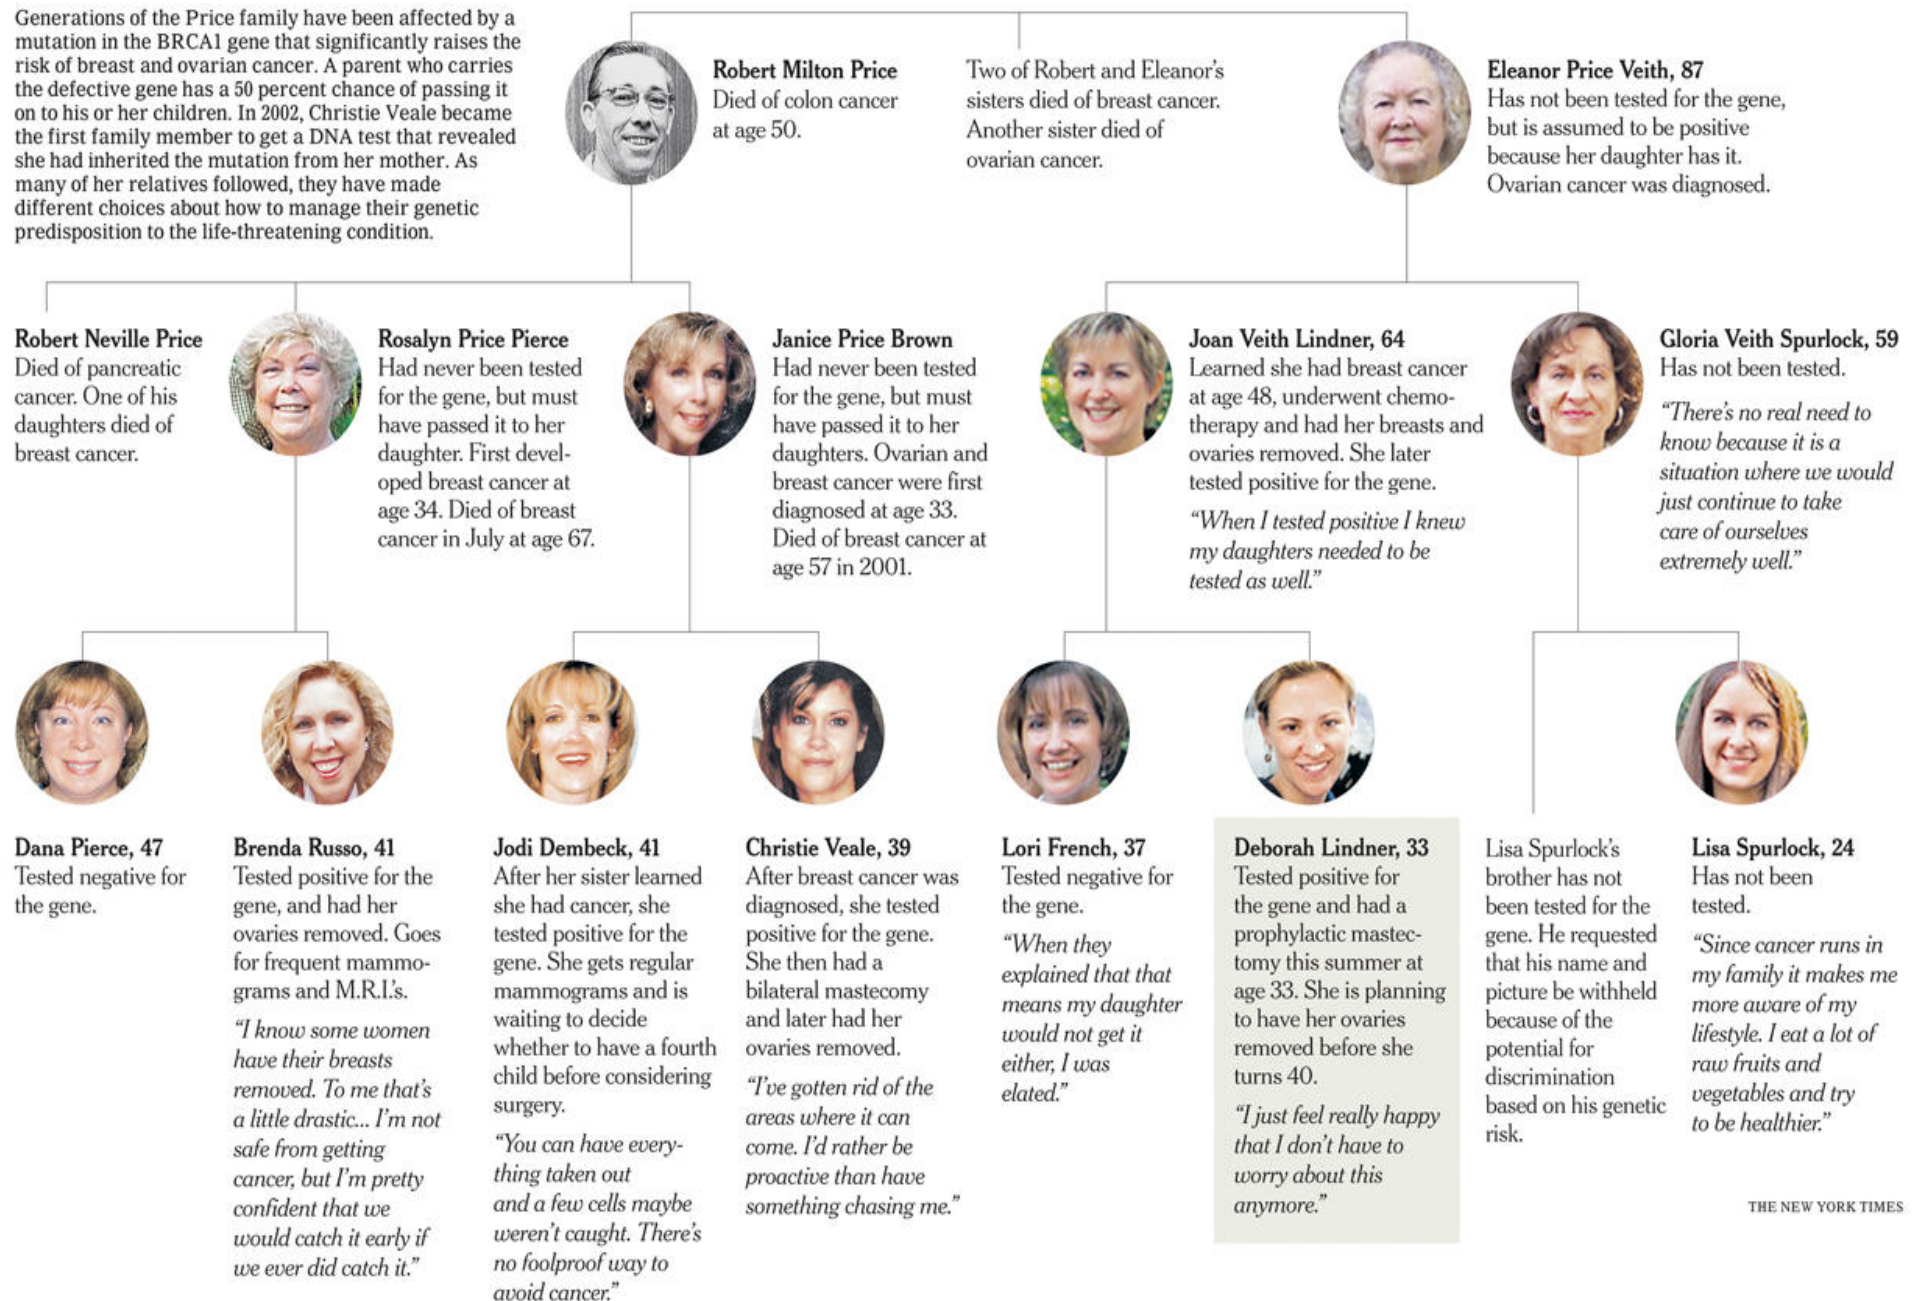 Generations of the Price family have been affected by a
mutation in the BRCA1 gene that significantly raises the
risk of breast and ovarian cancer. A parent who carries
the defective gene has a 50 percent chance of passing it
on to his or her children. In 2002, Christie Veale became
the first family member to get a DNA test that revealed
she had inherited the mutation from her mother. As
many of her relatives followed, they have made
different choices about how to manage their genetic
predisposition to the life-threatening condition.
Robert Milton Price
Died of colon cancer
at age 50.
Two of Robert and Eleanor's
sisters died of breast cancer.
Another sister died of
ovarian cancer.
Eleanor Price Veith, 87
Has not been tested for the gene,
but is assumed to be positive
because her daughter has it.
Ovarian cancer was diagnosed.
Robert Neville Price
Died of pancreatic
cancer. One of his
daughters died of
breast cancer.
Rosalyn Price Pierce
Had never been tested
for the gene, but must
have passed it to her
daughter. First devel-
oped breast cancer at
age 34. Died of breast
cancer in July at age 67.
Janice Price Brown
Had never been tested
for the gene, but must
have passed it to her
daughters. Ovarian and
breast cancer were first
diagnosed at age 33.
Died of breast cancer at
age 57 in 2001.
Joan Veith Lindner, 64
Learned she had breast cancer
at age 48, underwent chemo-
therapy and had her breasts and
ovaries removed. She later
tested positive for the gene.
“When I tested positive I knew
my daughters needed to be
tested as well.”
Gloria Veith Spurlock, 59
Has not been tested.
“There's no real need to
know because it is a
situation where we would
just continue to take
care of ourselves
extremely well.”
Dana Pierce, 47
Tested negative for
the gene.
Brenda Russo, 41
Tested positive for the
gene, and had her
ovaries removed. Goes
for frequent mammo-
grams and M.R.I.'s.
“I know some women
have their breasts
removed. To me that's
a little drastic... I'm not
safe from getting
cancer, but I'm pretty
confident that we
would catch it early if
we ever did catch it.”
Jodi Dembeck, 41
After her sister learned
she had cancer, she
tested positive for the
gene. She gets regular
mammograms and is
waiting to decide
whether to have a fourth
child before considering
surgery.
“You can have every-
thing taken out
and a few cells maybe
weren't caught. There's
no foolproof way to
avoid cancer.”
Christie Veale, 39
After breast cancer was
diagnosed, she tested
positive for the gene.
She then had a
bilateral mastecomy
and later had her
ovaries removed.
“I've gotten rid of the
areas where it can
come. I'd rather be
proactive than have
something chasing me.”
Lori French, 37
Tested negative for
the gene.
“When they
explained that that
means my daughter
would not get it
either, I was
elated.”
Deborah Lindner, 33
Tested positive for
the gene and had a
prophylactic mastec-
tomy this summer at
age 33. She is planning
to have her ovaries
removed before she
turns 40.
“I just feel really happy
that I don't have to
worry about this
anymore.”
Lisa Spurlock's
brother has not
been tested for the
gene. He requested
that his name and
picture be withheld
because of the
potential for
discrimination
based on his genetic
risk.
Lisa Spurlock, 24
Has not been
tested.
“Since cancer runs in
my family it makes me
more aware of my
lifestyle. I eat a lot of
raw fruits and
vegetables and try
to be healthier.”
THE NEW YORK TIMES